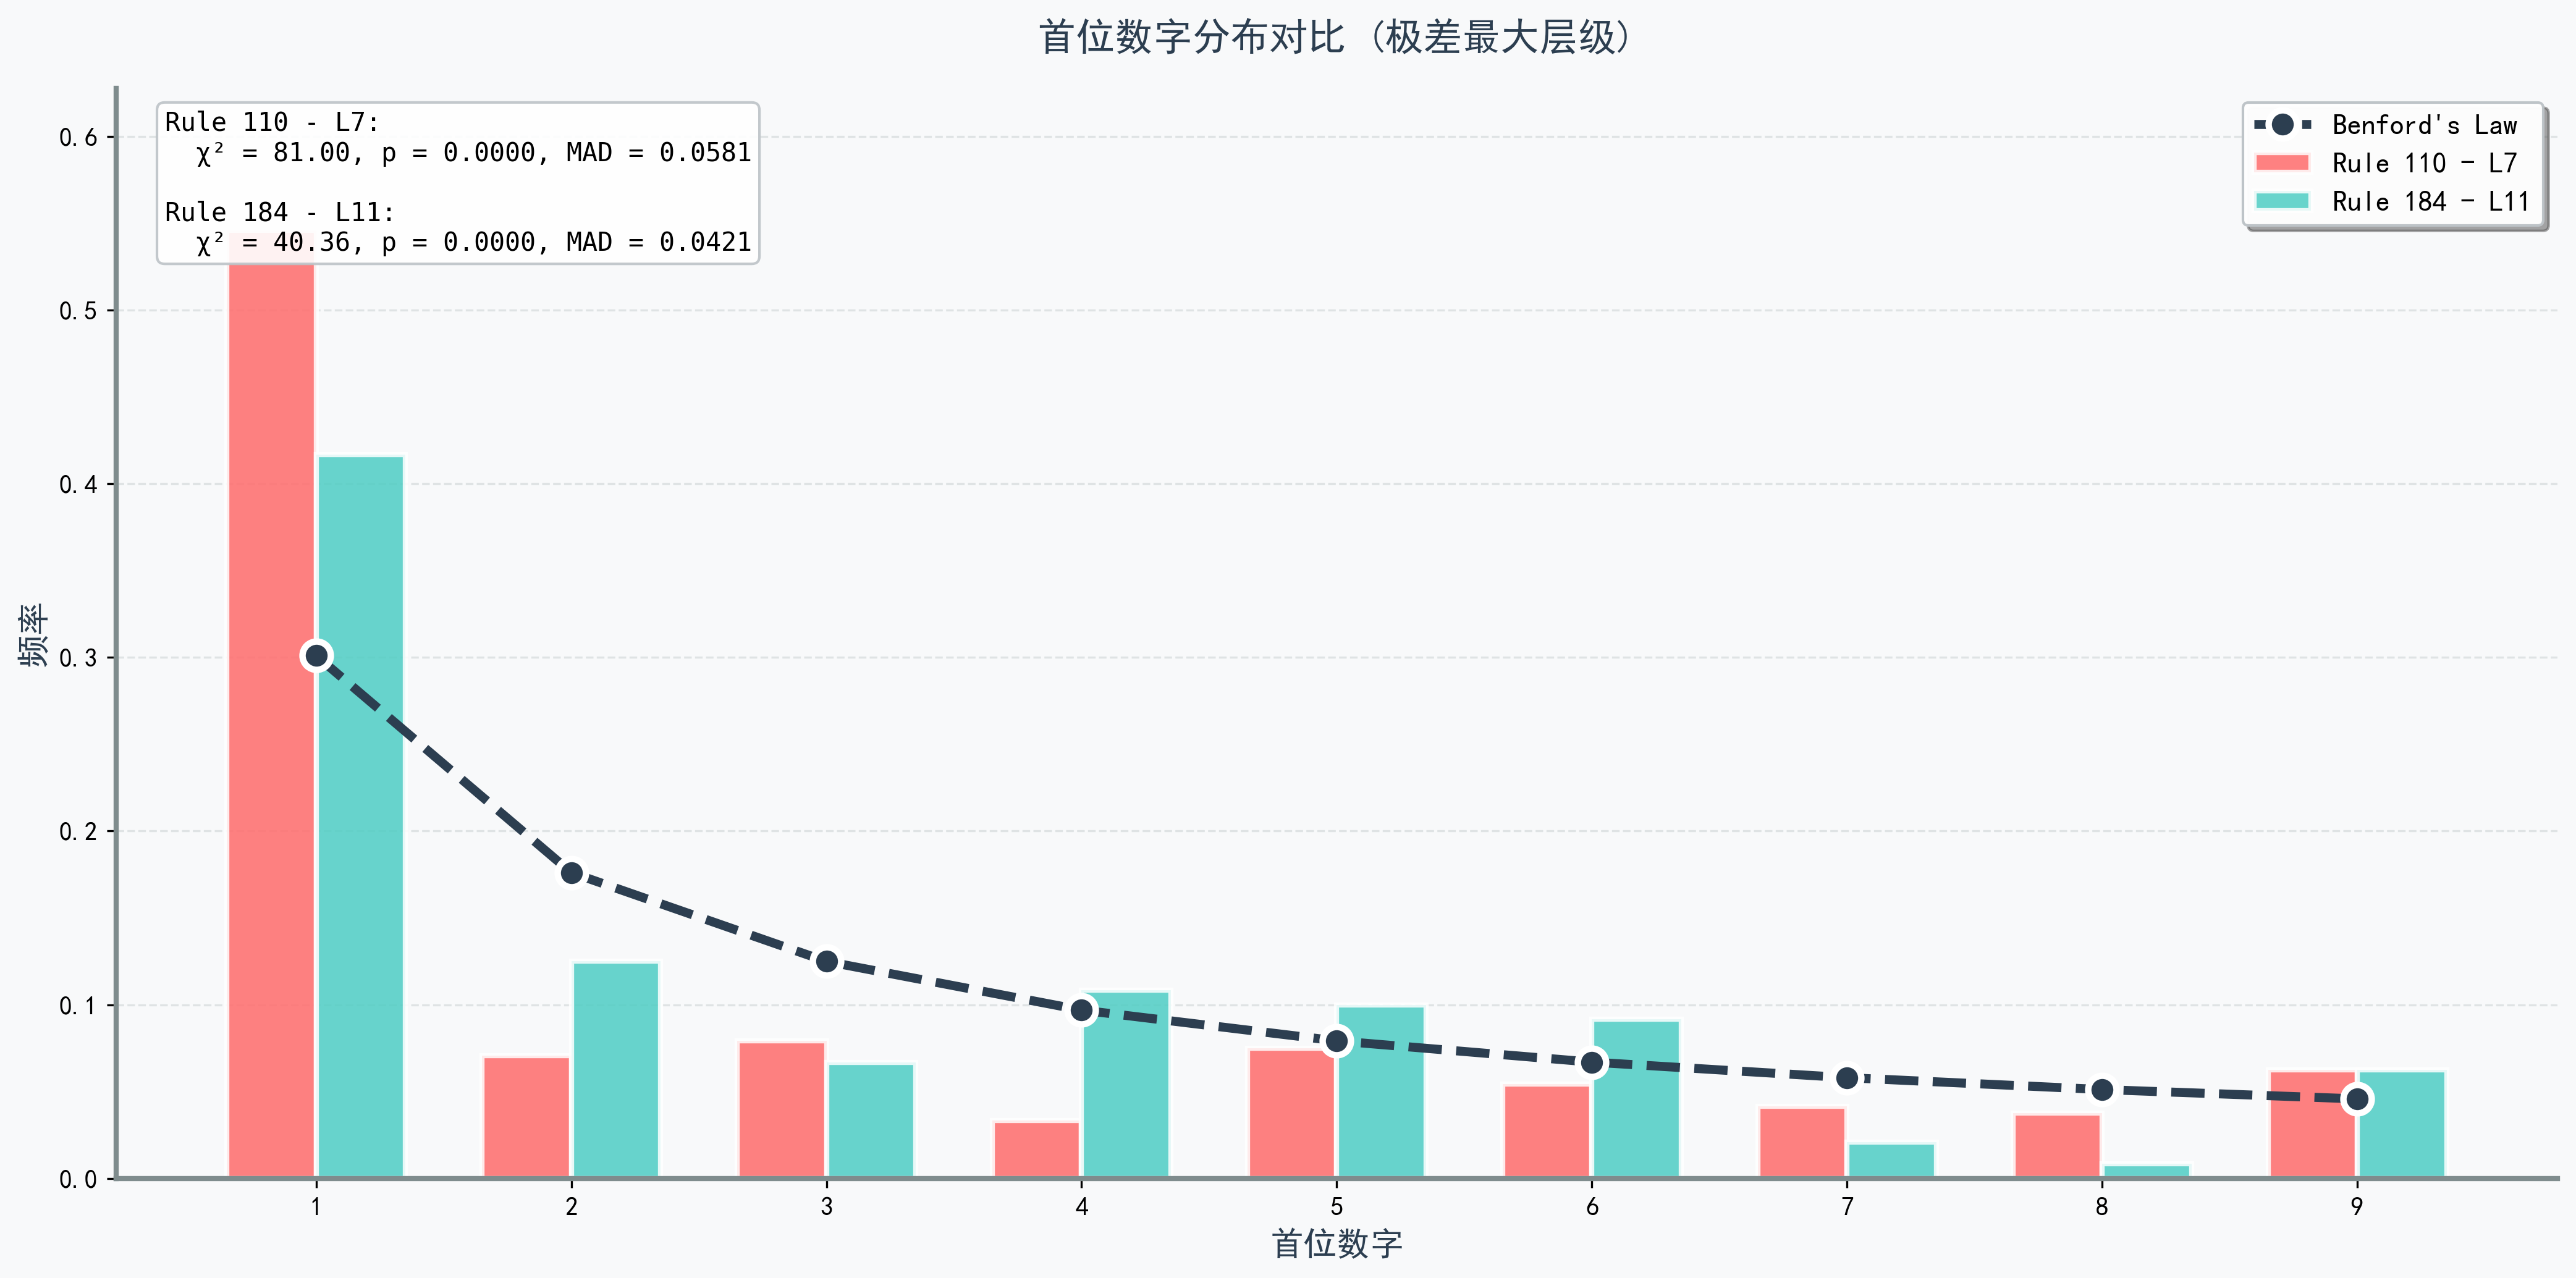 首位数字分布对比 (极差最大层级)
Rule 110 - L7:
χ² = 81.00, p = 0.0000, MAD = 0.0581
Rule 184 - L11:
χ² = 40.36, p = 0.0000, MAD = 0.0421
Benford's Law
Rule 110 - L7
Rule 184 - L11
频率
0.6
0.5
0.4
0.3
0.2
0.1
0.0
1 2 3 4 5 6 7 8 9
首位数字